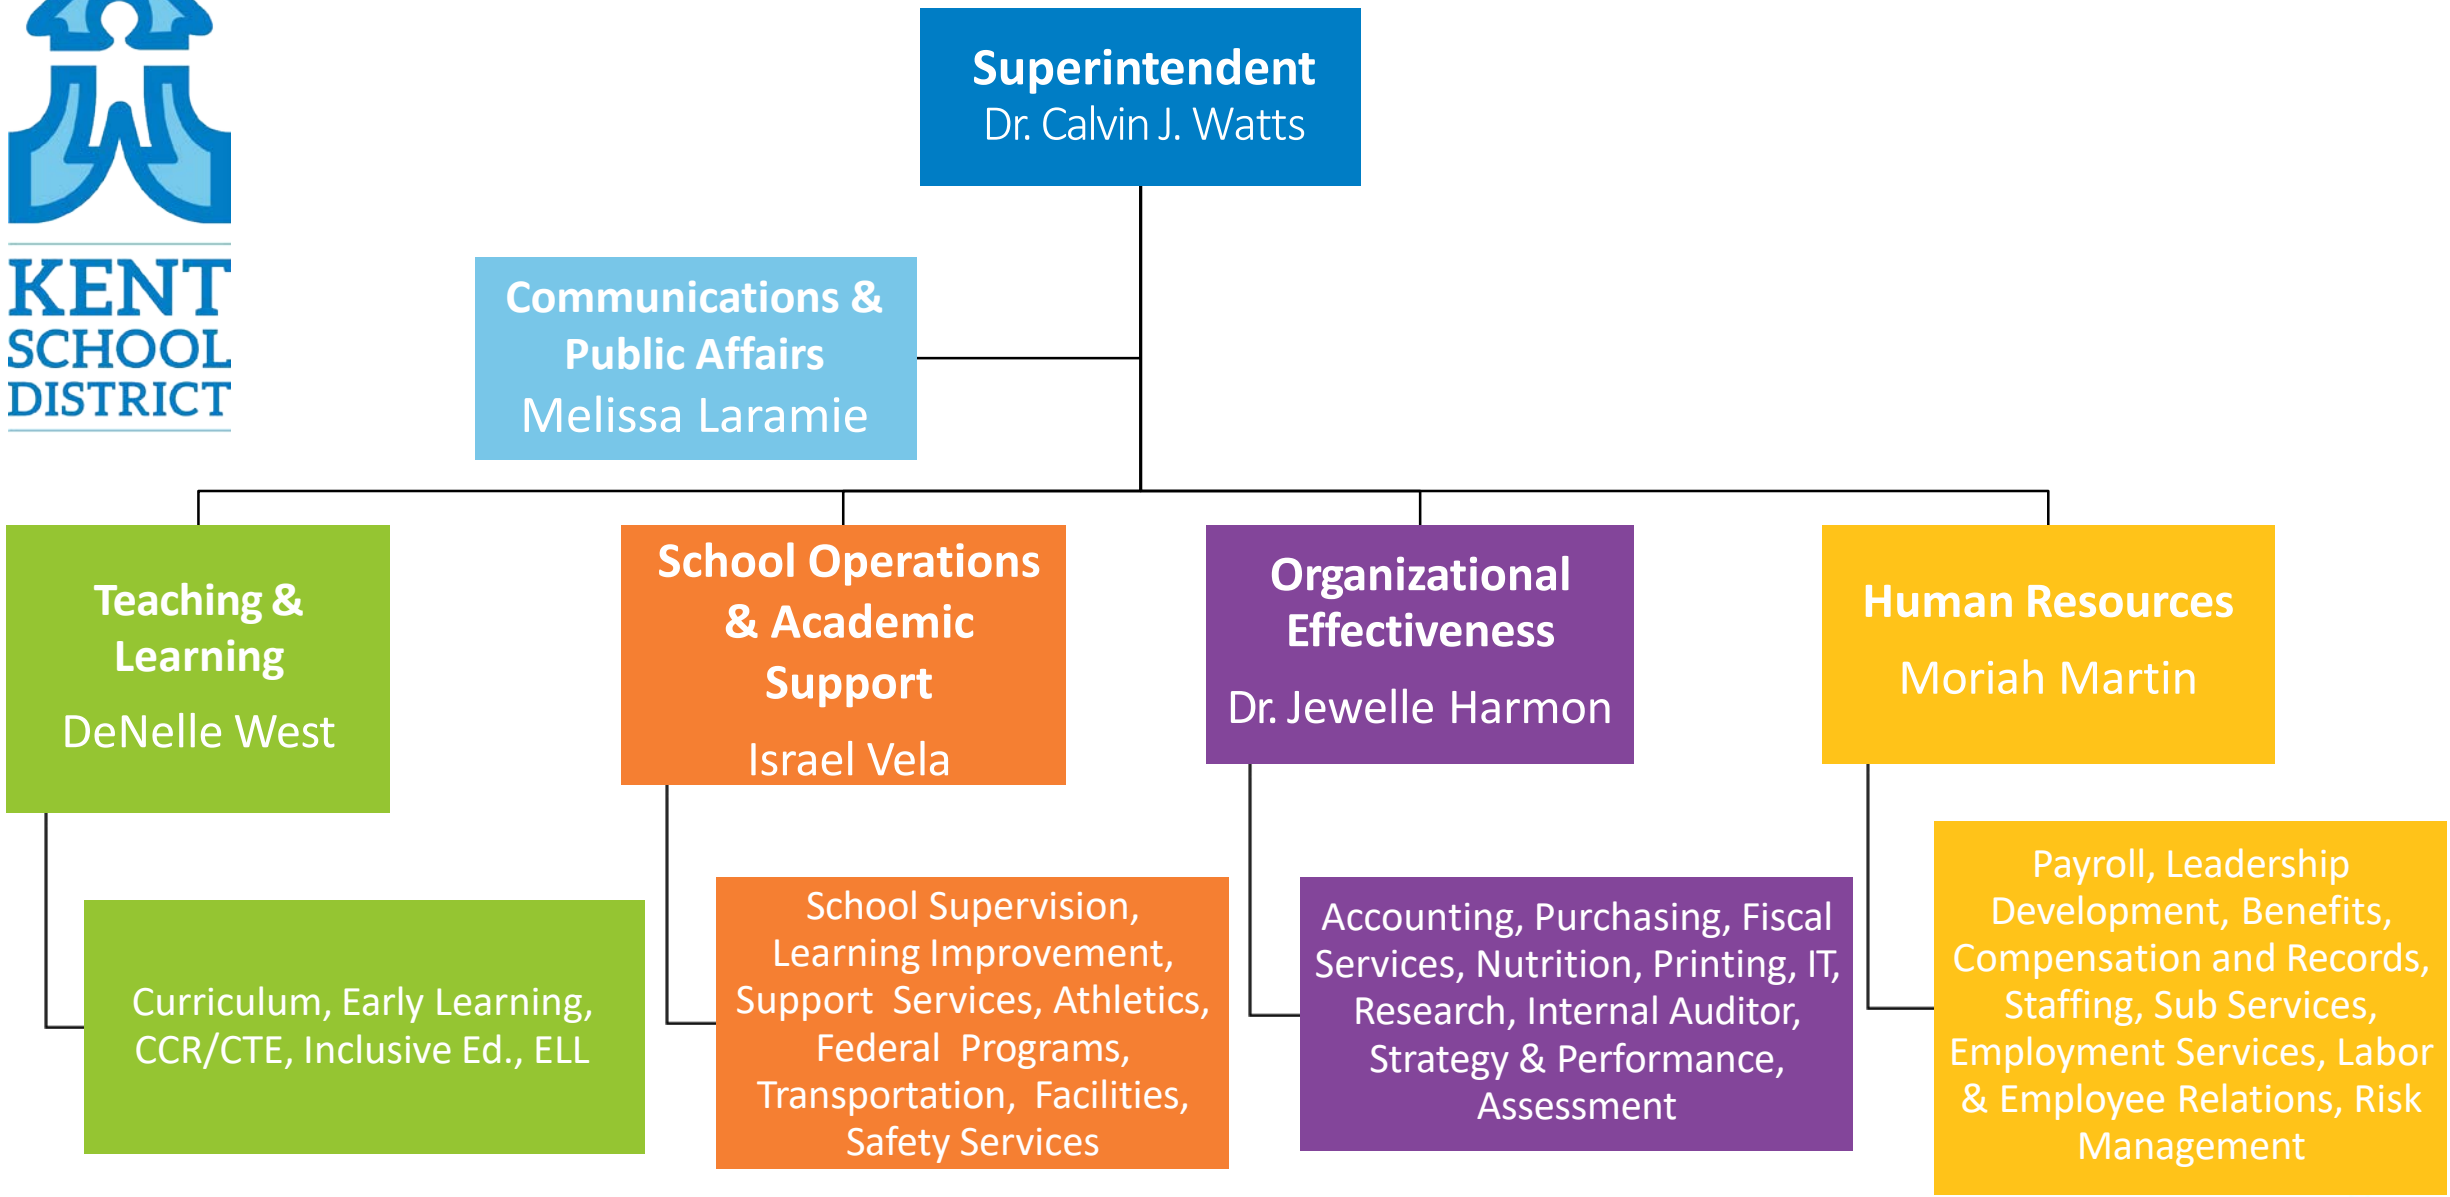 KENT
SCHOOL
DISTRICT
Superintendent
Dr. Calvin J. Watts
Communications &
Public Affairs
Melissa Laramie
Teaching &
Learning
DeNelle West
School Operations
& Academic
Support
Israel Vela
Organizational
Effectiveness
Dr. Jewelle Harmon
Human Resources
Moriah Martin
Curriculum, Early Learning,
CCR/CTE, Inclusive Ed., ELL
School Supervision,
Learning Improvement,
Support Services, Athletics,
Federal Programs,
Transportation, Facilities,
Safety Services
Accounting, Purchasing, Fiscal
Services, Nutrition, Printing, IT,
Research, Internal Auditor,
Strategy & Performance,
Assessment
Payroll, Leadership
Development, Benefits,
Compensation and Records,
Staffing, Sub Services,
Employment Services, Labor
& Employee Relations, Risk
Management